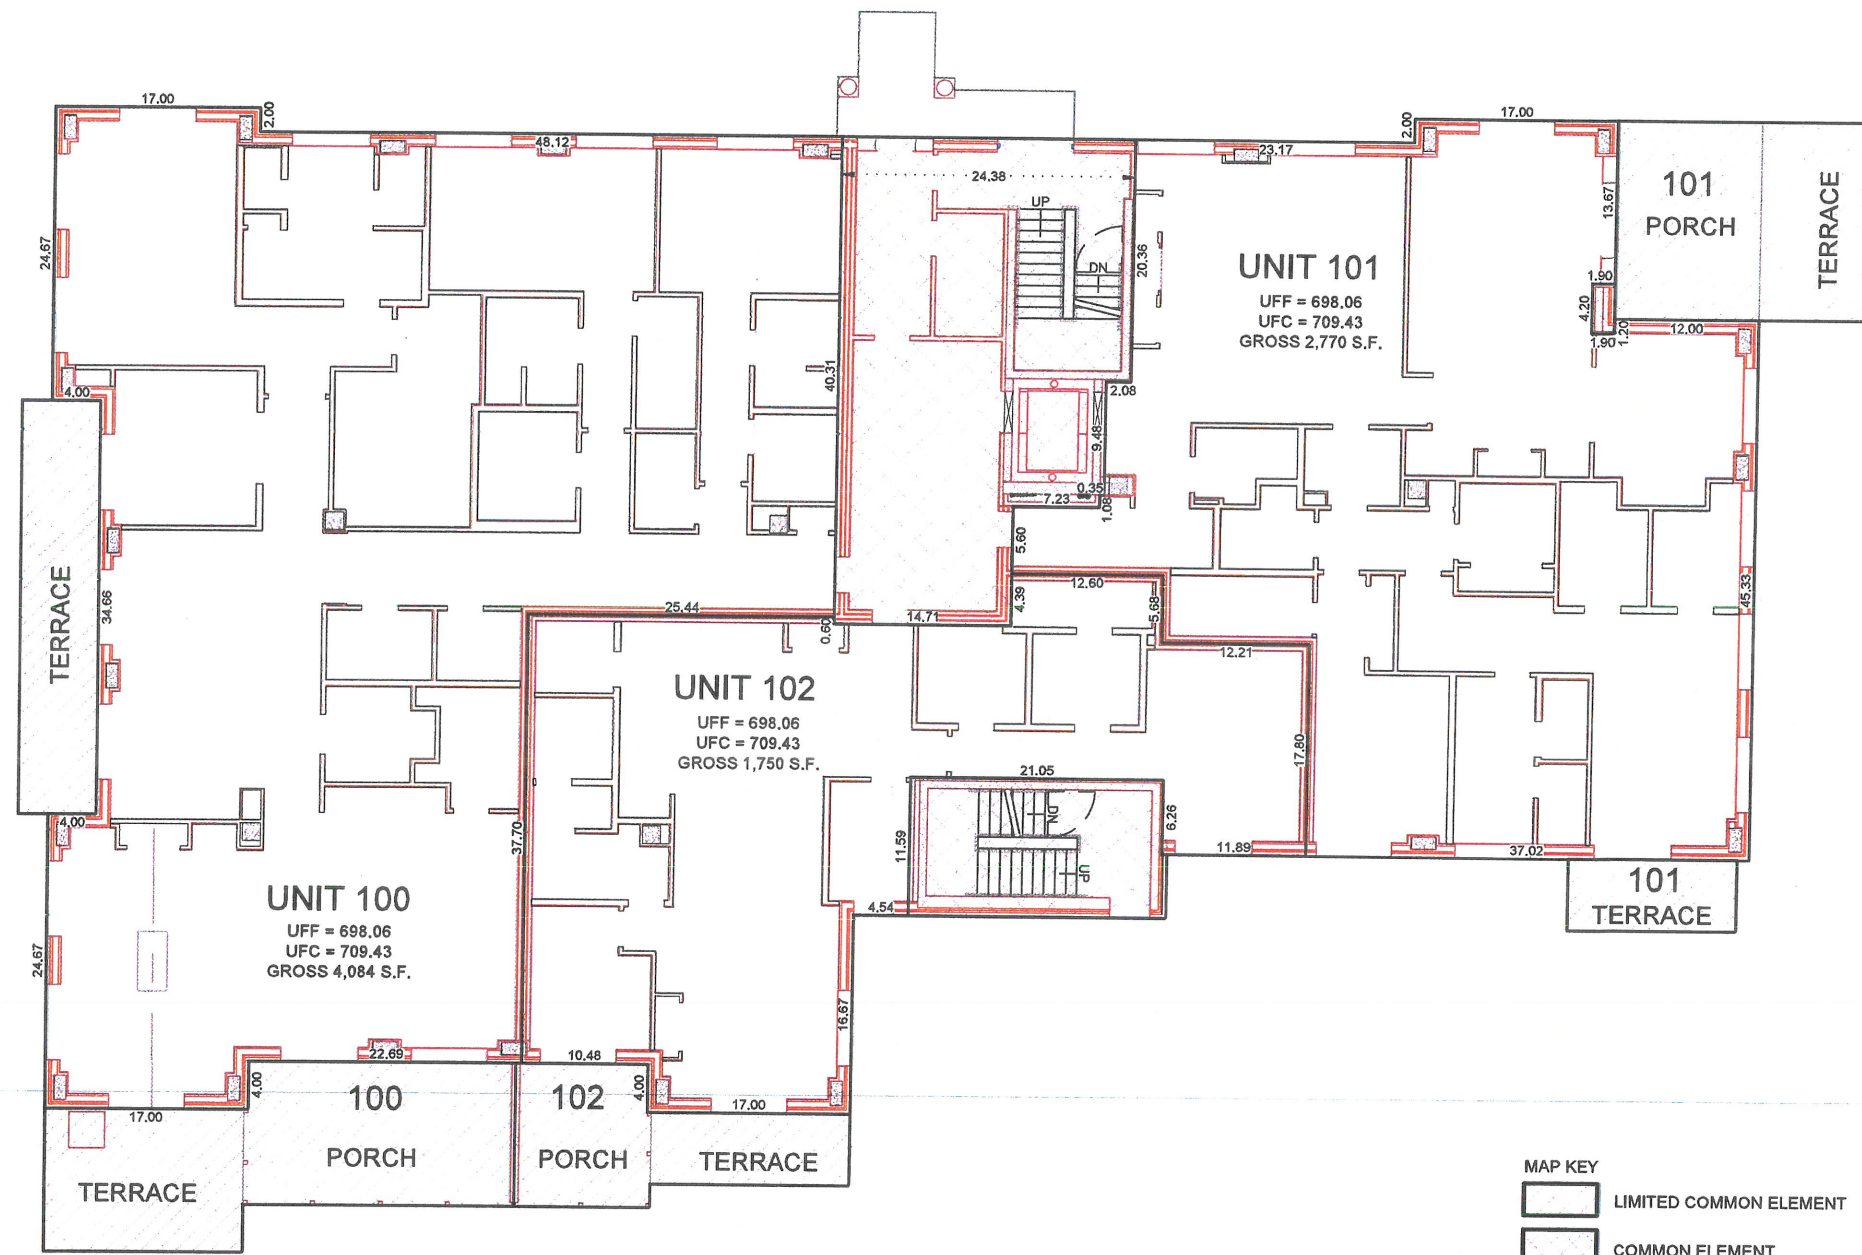 17.00
2.00
48.12
24.67
4.00
40.31
TERRACE
34.66
25.44
0.60
4.00
37.70
UNIT 100
UFF = 698.06
UFC = 709.43
GROSS 4,084 S.F.
24.67
22.69
4.00
17.00
100
PORCH
TERRACE
24.38
UP
DN
20.36
2.08
9.48
0.35
7.23
1.08
5.60
14.71
4.39
12.60
5.68
12.21
17.80
UNIT 102
UFF = 698.06
UFC = 709.43
GROSS 1,750 S.F.
21.05
DN
UP
11.59
6.26
11.89
4.54
16.67
10.48
4.00
17.00
102
PORCH
TERRACE
17.00
2.00
23.17
13.67
UNIT 101
UFF = 698.06
UFC = 709.43
GROSS 2,770 S.F.
101
PORCH
TERRACE
1.90
4.20
1.90
1.20
12.00
45.33
37.02
101
TERRACE
MAP KEY
LIMITED COMMON ELEMENT
COMMON ELEMENT